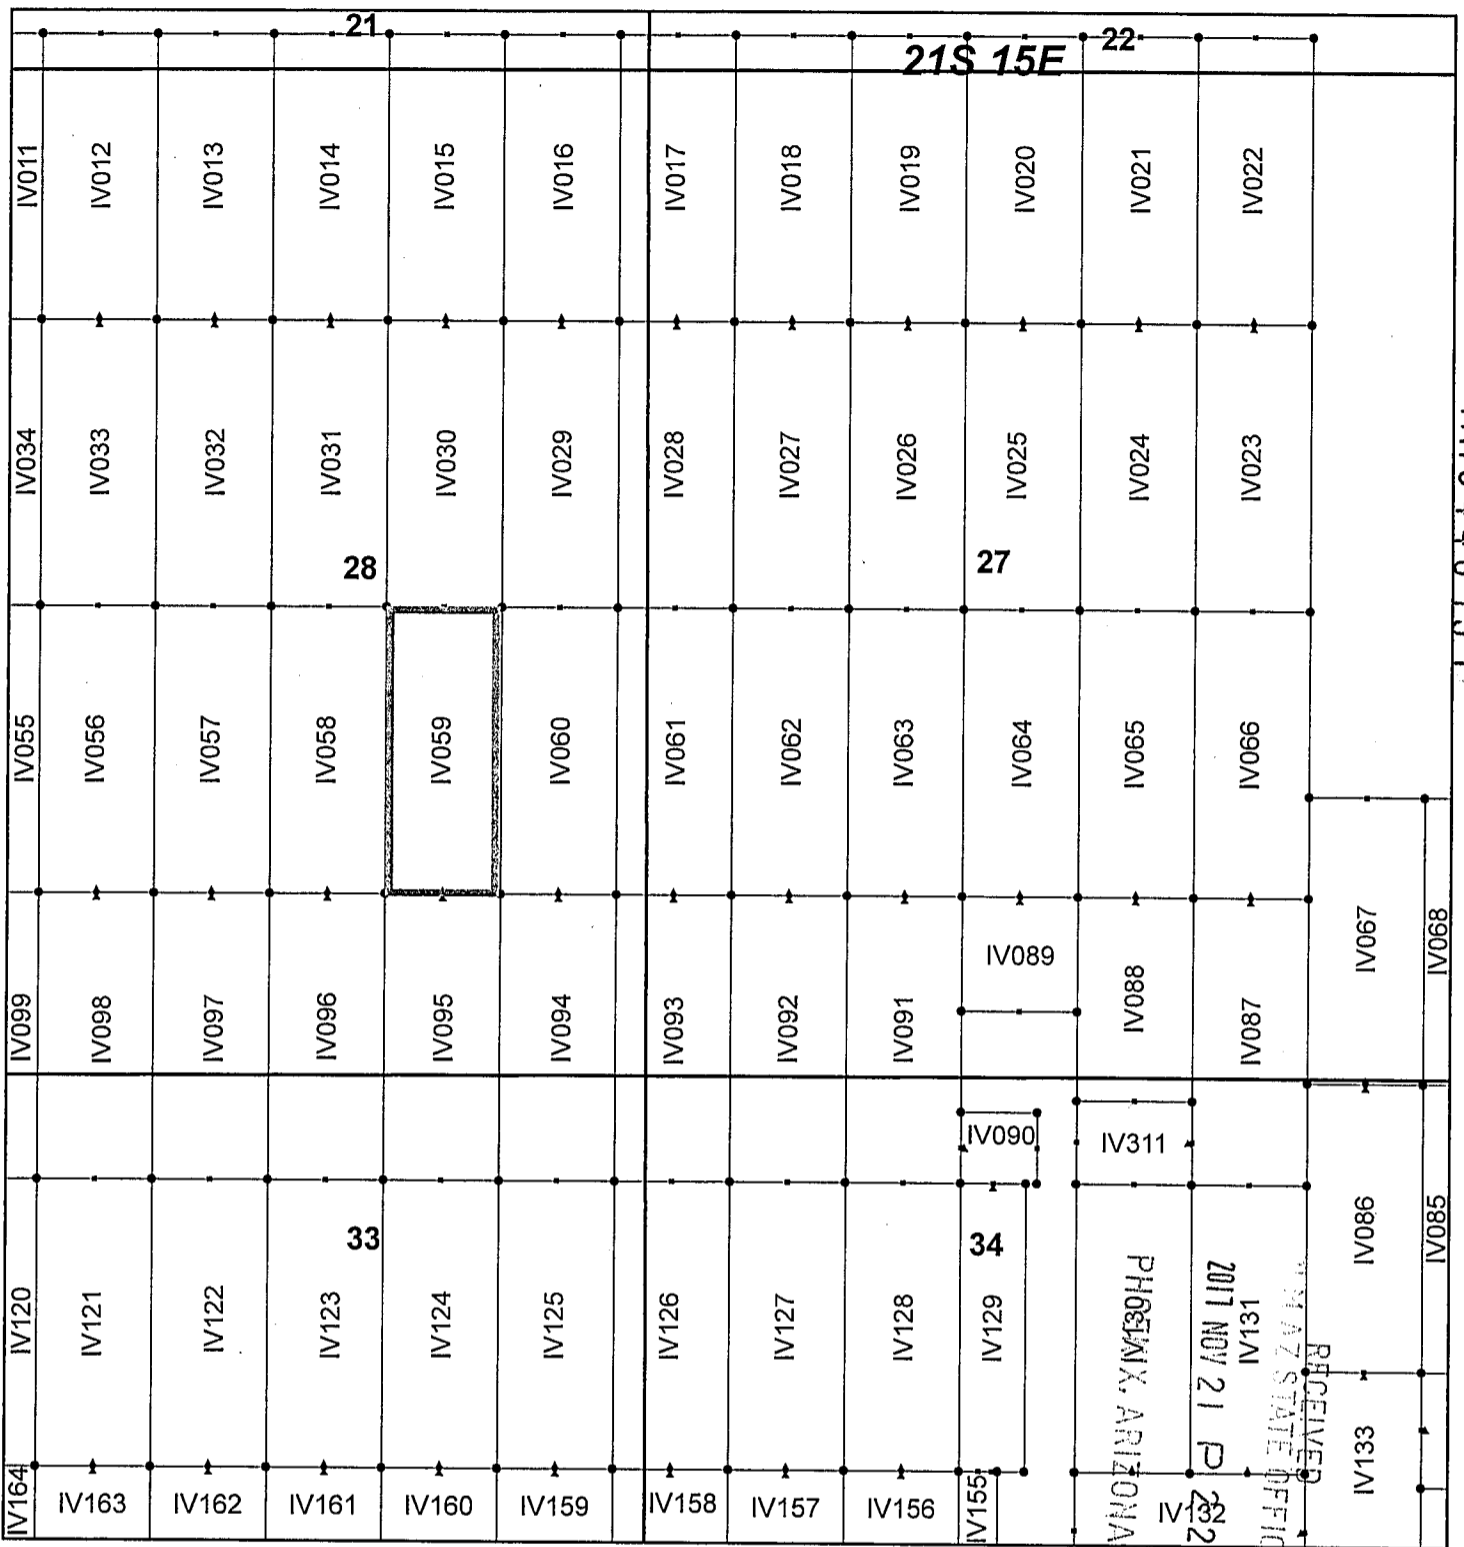 21 22
21S 15E
IV011 IV012 IV013 IV014 IV015 IV016 IV017 IV018 IV019 IV020 IV021 IV022
IV034 IV033 IV032 IV031 IV030 IV029 IV028 IV027 IV026 IV025 IV024 IV023
28 27
IV055 IV056 IV057 IV058 IV059 IV060 IV061 IV062 IV063 IV064 IV065 IV066
IV067 IV068
IV089
IV099 IV098 IV097 IV096 IV095 IV094 IV093 IV092 IV091 IV088 IV087
IV090 IV311
33 34
IV086 IV085
IV120 IV121 IV122 IV123 IV124 IV125 IV126 IV127 IV128 IV129 IV131
IV133
IV164 IV163 IV162 IV161 IV160 IV159 IV158 IV157 IV156 IV155 IV132
RECEIVED
AZ STATE OFFIC
2017 NOV 21 P 2
PHOENIX, ARIZONA